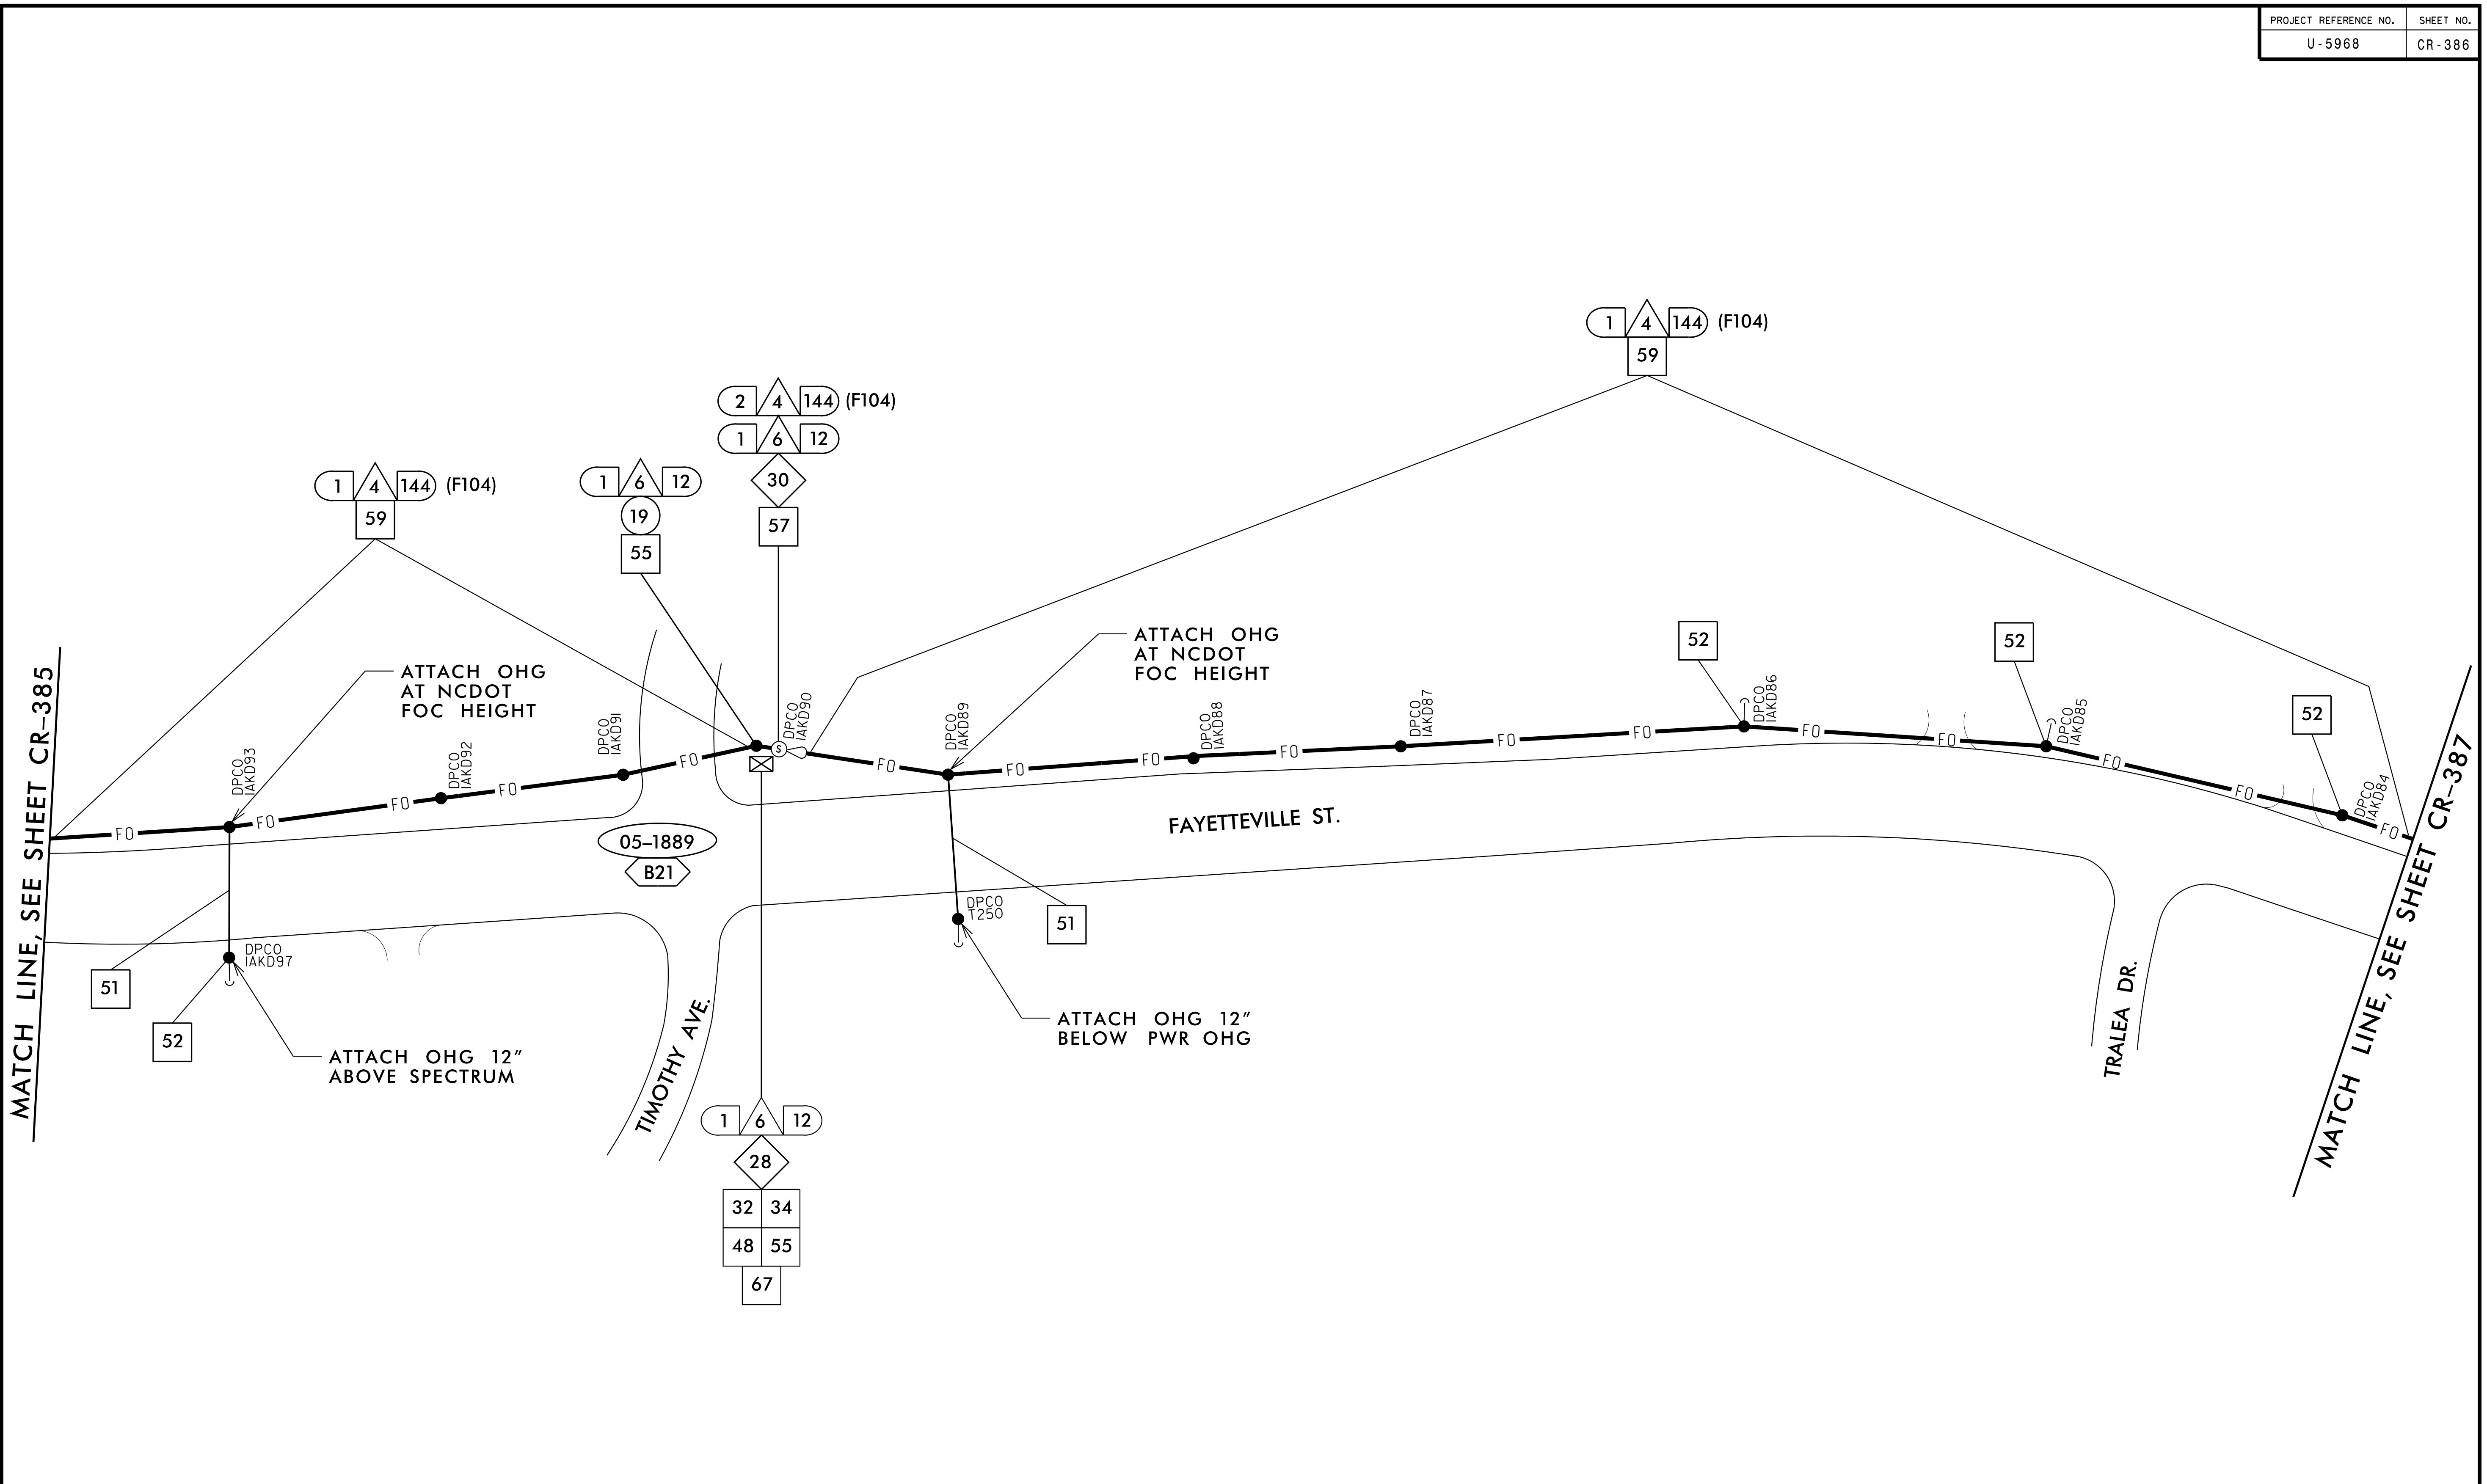 PROJECT REFERENCE NO. SHEET NO.
U-5968 CR-386
1 4 144 (F104)
59
2 4 144 (F104)
1 6 12
30
57
1 6 12
19
55
1 4 144 (F104)
59
ATTACH OHG
AT NCDOT
FOC HEIGHT
ATTACH OHG
AT NCDOT
FOC HEIGHT
52
52
52
MATCH LINE, SEE SHEET CR-385
DPCO
IAKD93
DPCO
IAKD92
DPCO
IAKD91
DPCO
IAKD90
DPCO
IAKD89
DPCO
IAKD88
DPCO
IAKD87
DPCO
IAKD86
DPCO
IAKD85
DPCO
IAKD84
MATCH LINE, SEE SHEET CR-387
FO FO FO FO FO FO FO FO FO FO FO FO FO FO FO FO
S
05-1889
B21
FAYETTEVILLE ST.
DPCO
T250
51
DPCO
IAKD97
51
52
ATTACH OHG 12"
ABOVE SPECTRUM
ATTACH OHG 12"
BELOW PWR OHG
TIMOTHY AVE.
TRALEA DR.
1 6 12
28
32 34
48 55
67